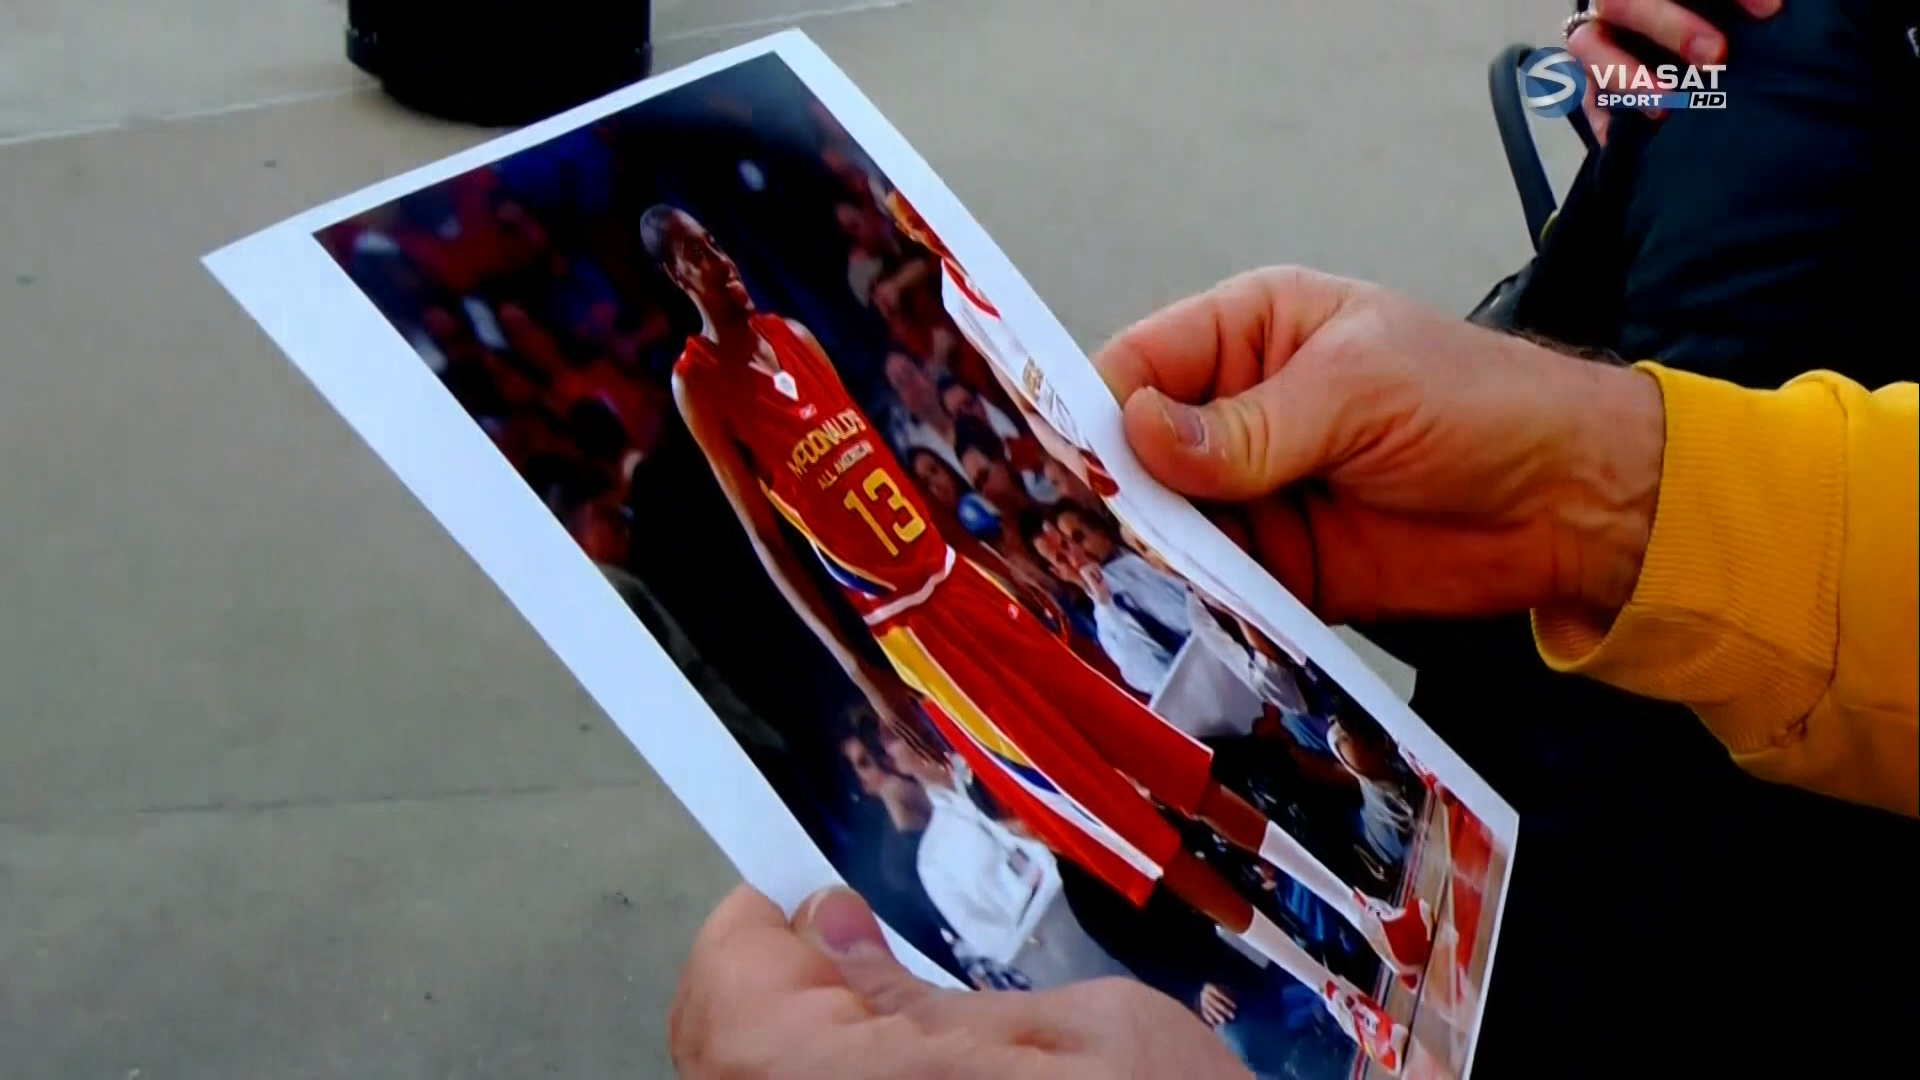 VIASAT
SPORT HD
McDONALD'S
ALL AMERICAN
13